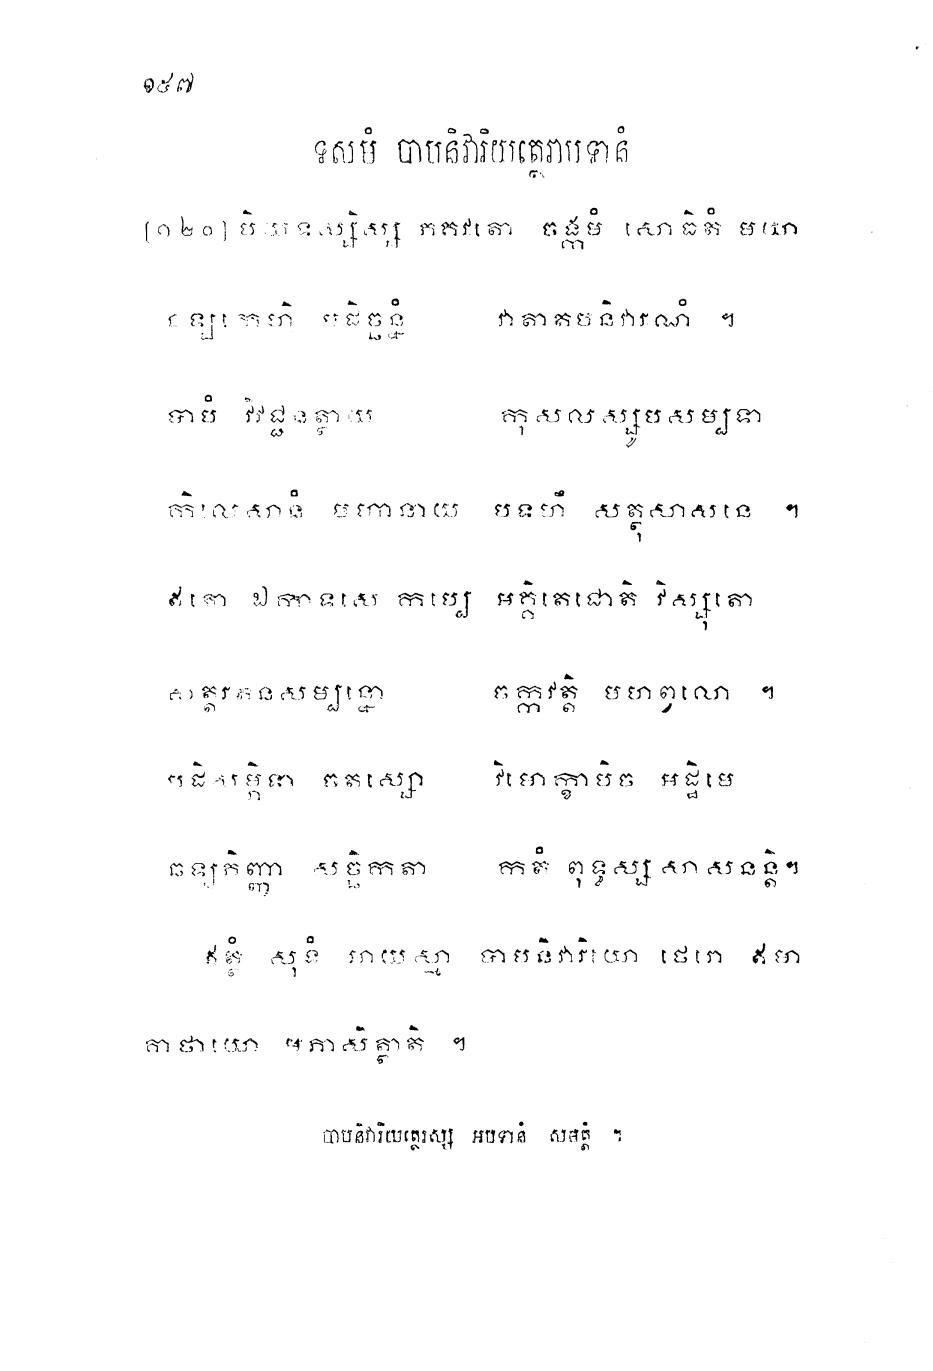 ១៥៧
ទសមំ បាបនិវារិយត្ថេរាបទានំ
[១២០] បិយទស្សិស្ស ភគវតោ ចង្កមំ សោធិតំ មយា
នឡកេហិ បដិច្ឆន្នំ វាតាតបនិវារណំ ។
បាបំ វិវជ្ជនត្ថាយ កុសលស្សូបសម្បទា
កិលេសានំ បហានាយ បទហឹ សត្ថុសាសនេ ។
ឥតោ ឯកាទសេ កប្បេ អគ្គិតេជោតិ វិស្សុតោ
សត្តរតនសម្បន្នោ ចក្កវត្តិ មហព្វលោ ។
បដិសម្ភិទា ចតស្សោ វិមោក្ខាបិច អដ្ឋិមេ
ឆឡភិញ្ញា សច្ឆិកតា កតំ ពុទ្ធស្ស សាសនន្តិ។
ឥត្ថំ សុទំ អាយស្មា បាបនិវារិយោ ថេរោ ឥមា
គាថាយោ អភាសិត្ថាតិ ។
បាបនិវារិយត្ថេរស្ស អបទានំ សមត្តំ ។